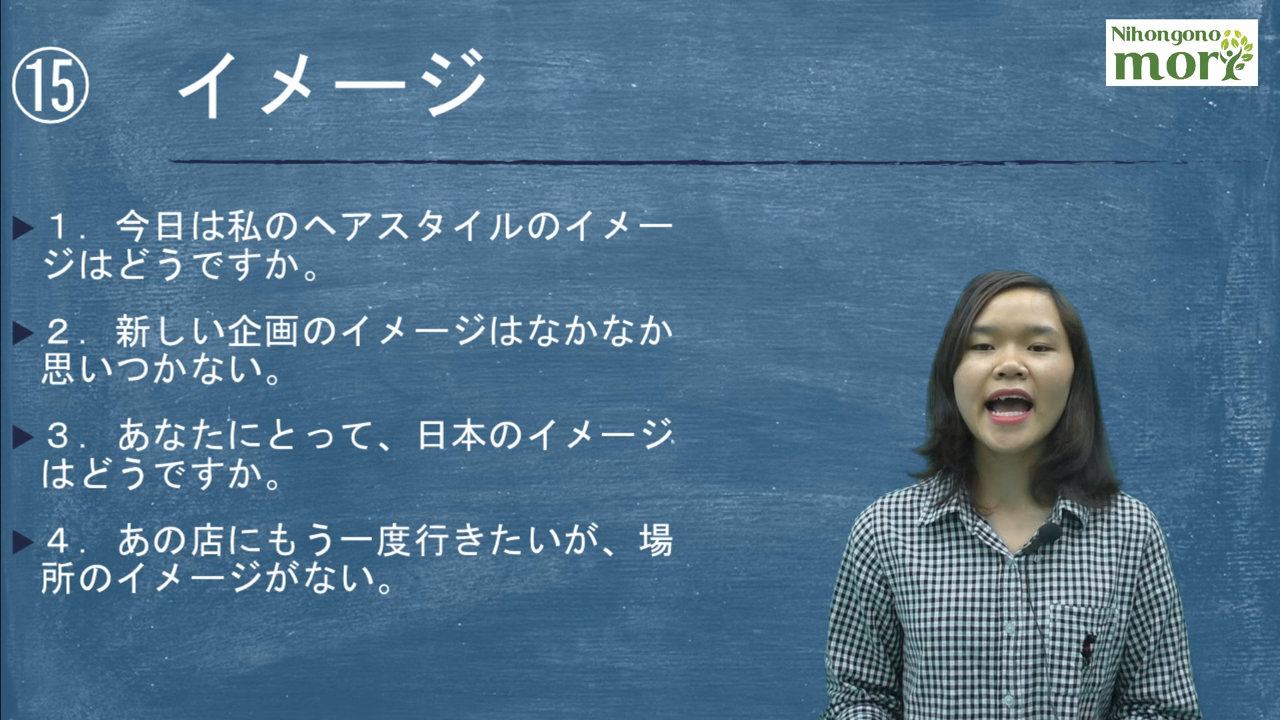 ⑮ イメージ
Nihongono
mori
１．今日は私のヘアスタイルのイメー
ジはどうですか。
２．新しい企画のイメージはなかなか
思いつかない。
３．あなたにとって、日本のイメージ
はどうですか。
４．あの店にもう一度行きたいが、場
所のイメージがない。